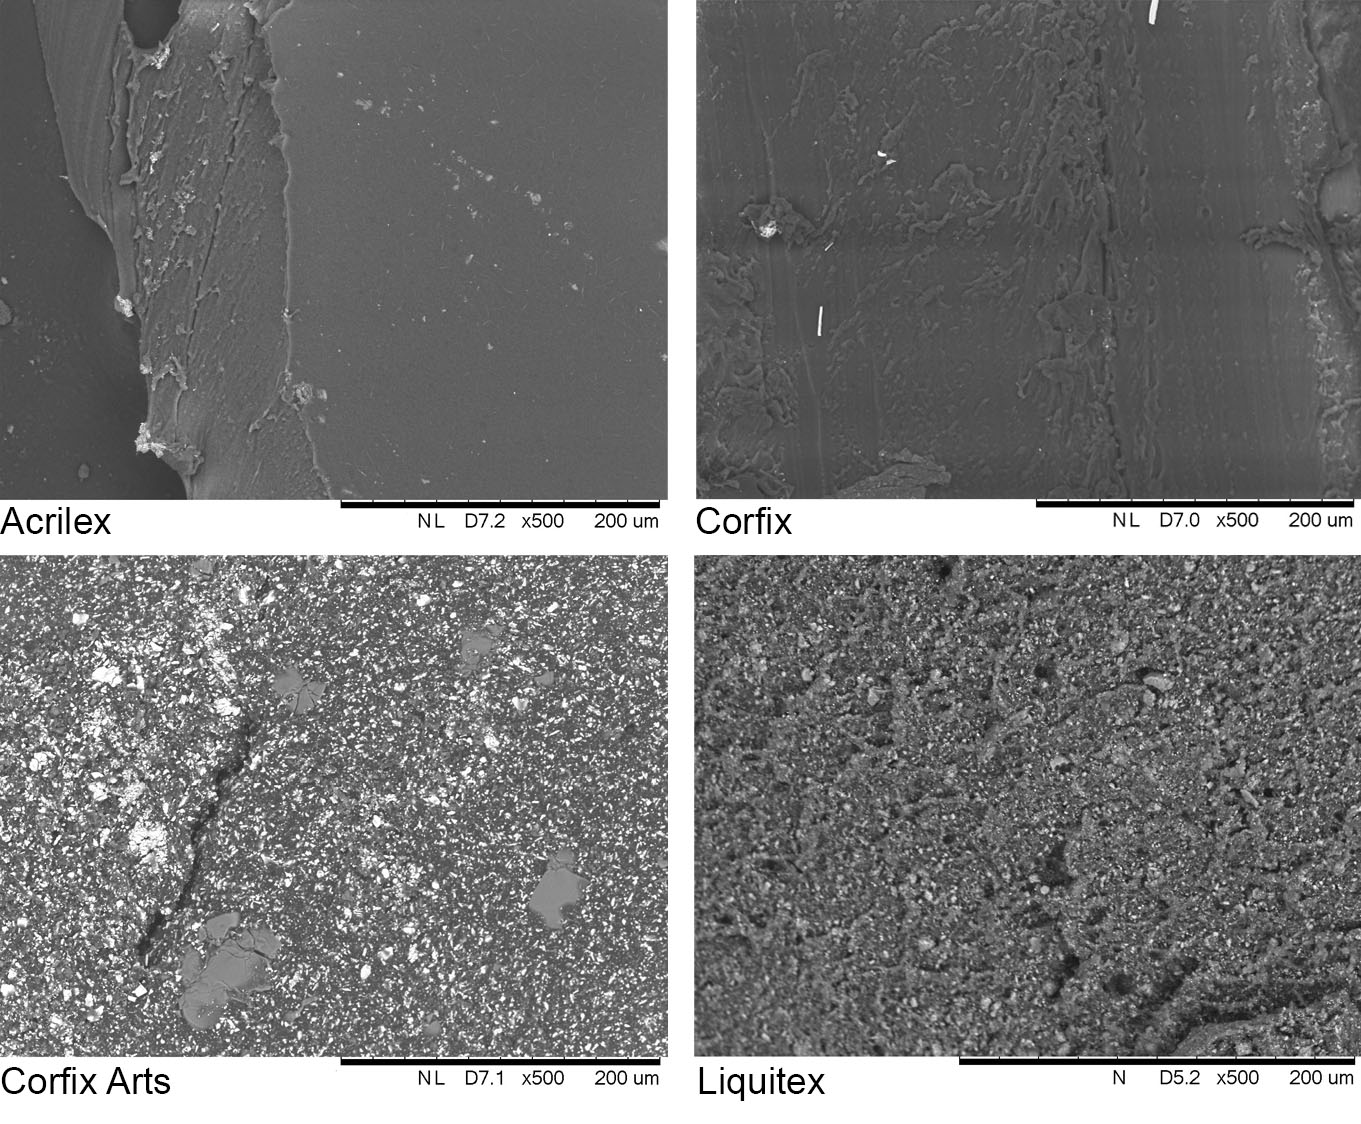 NL D7.2 x500 200 um
Acrilex
NL D7.0 x500 200 um
Corfix
NL D7.1 x500 200 um
Corfix Arts
N D5.2 x500 200 um
Liquitex